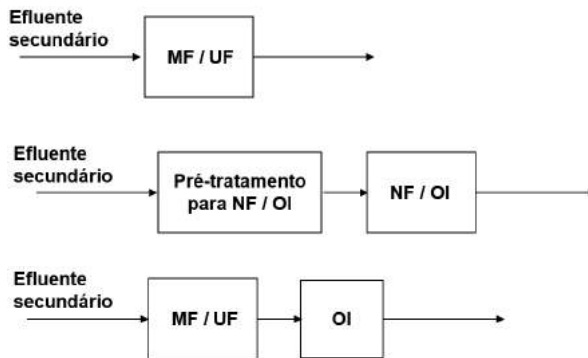 Efluente
secundário
MF / UF
Efluente
secundário
Pré-tratamento
para NF / OI
NF / OI
Efluente
secundário
MF / UF
OI